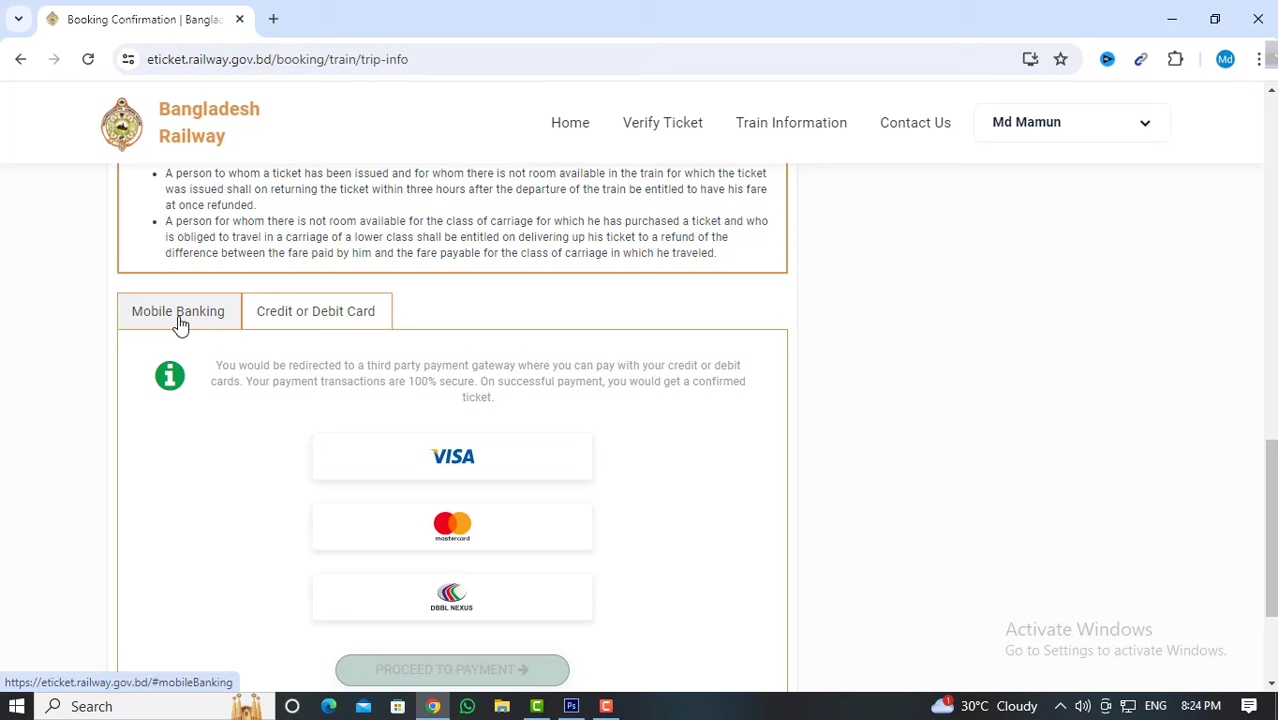 Booking Confirmation | Banglac
eticket.railway.gov.bd/booking/train/trip-info
Md
Bangladesh
Railway
Home
Verify Ticket
Train Information
Contact Us
Md Mamun
A person to whom a ticket has been issued and for whom there is not room available in the train for which the ticket
was issued shall on returning the ticket within three hours after the departure of the train be entitled to have his fare
at once refunded.
A person for whom there is not room available for the class of carriage for which he has purchased a ticket and who
is obliged to travel in a carriage of a lower class shall be entitled on delivering up his ticket to a refund of the
difference between the fare paid by him and the fare payable for the class of carriage in which he traveled.
Mobile Banking
Credit or Debit Card
You would be redirected to a third party payment gateway where you can pay with your credit or debit
cards. Your payment transactions are 100% secure. On successful payment, you would get a confirmed
ticket.
VISA
mastercard
DBBL NEXUS
PROCEED TO PAYMENT
Activate Windows
Go to Settings to activate Windows.
https://eticket.railway.gov.bd/#mobileBanking
Search
Ps
1
30°C Cloudy
ENG
8:24 PM